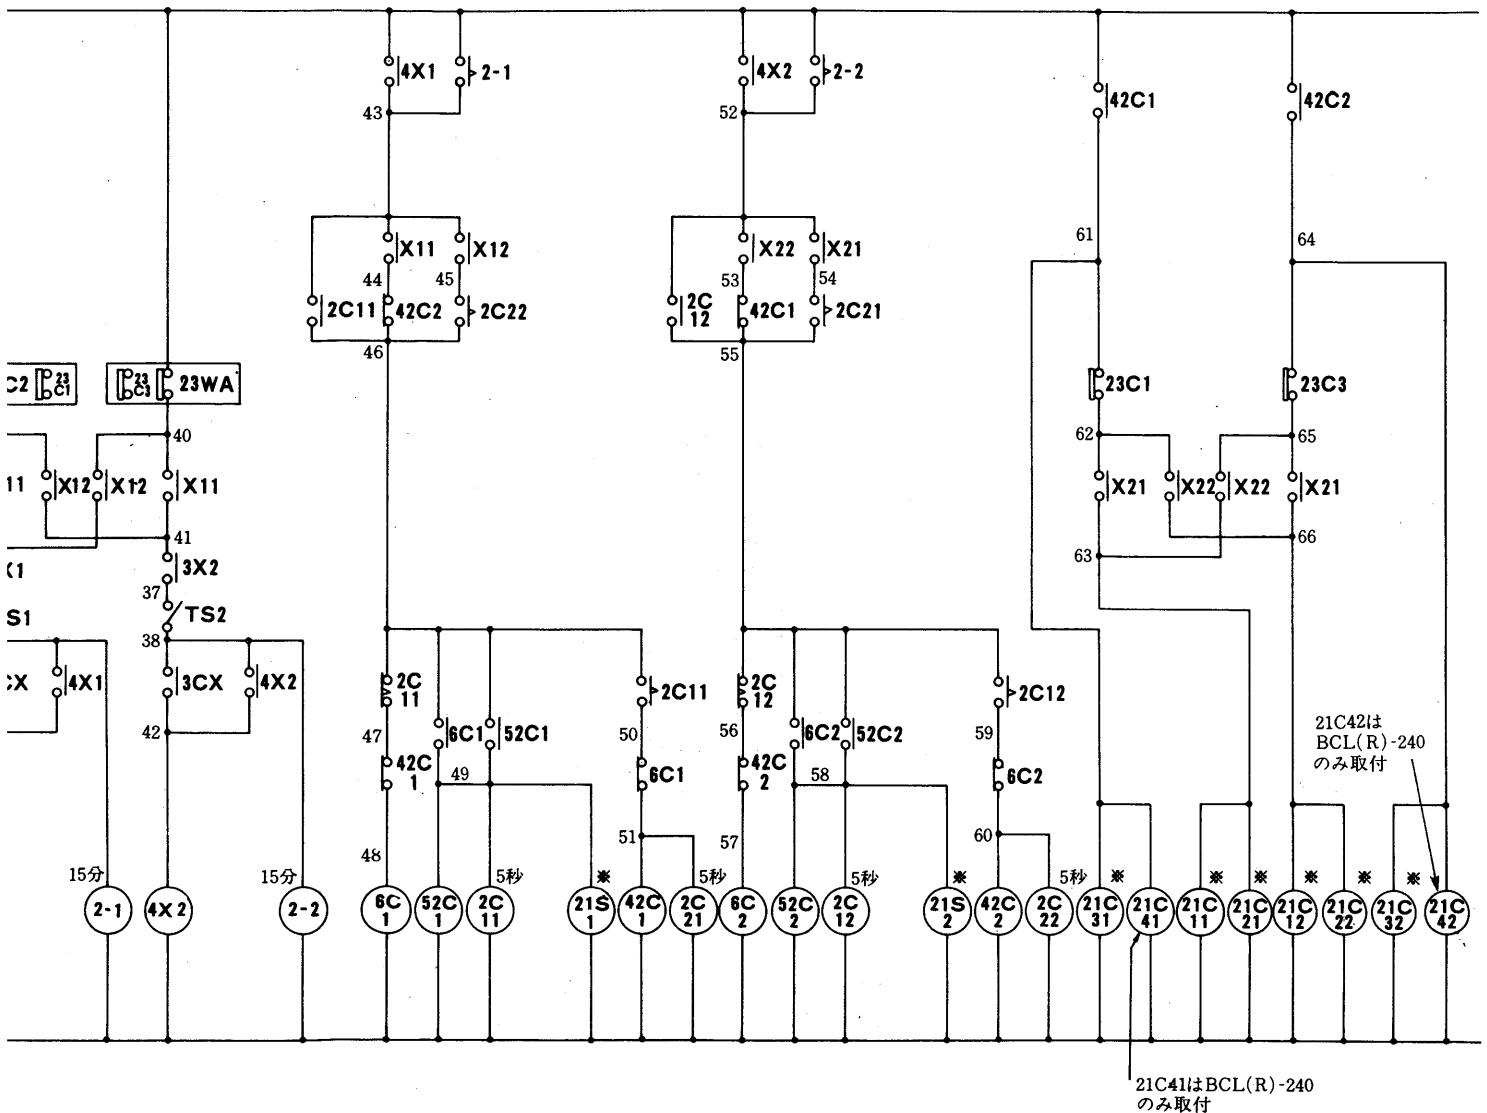 4X1
2-1
43
4X2
2-2
52
42C1
42C2
X11
X12
44
45
2C11
42C2
2C22
46
X22
X21
53
54
2C
12
42C1
2C21
55
61
64
C2
23
C1
23
C3
23WA
40
11
X12
X12
X11
41
X1
3X2
37
S1
TS2
38
CX
4X1
3CX
4X2
42
23C1
23C3
62
65
X21
X22
X22
X21
66
63
2C
11
47
42C
1
48
6C1
52C1
49
2C11
50
6C1
51
2C
12
56
42C
2
57
6C2
52C2
58
2C12
59
6C2
60
21C42は
BCL(R)-240
のみ取付
15分
15分
5秒
※
5秒
5秒
※
5秒
※
※
※
※
※
※
2-1
4X2
2-2
6C
1
52C
1
2C
11
21S
1
42C
1
2C
21
6C
2
52C
2
2C
12
21S
2
42C
2
2C
22
21C
31
21C
41
21C
11
21C
21
21C
12
21C
22
21C
32
21C
42
21C41はBCL(R)-240
のみ取付